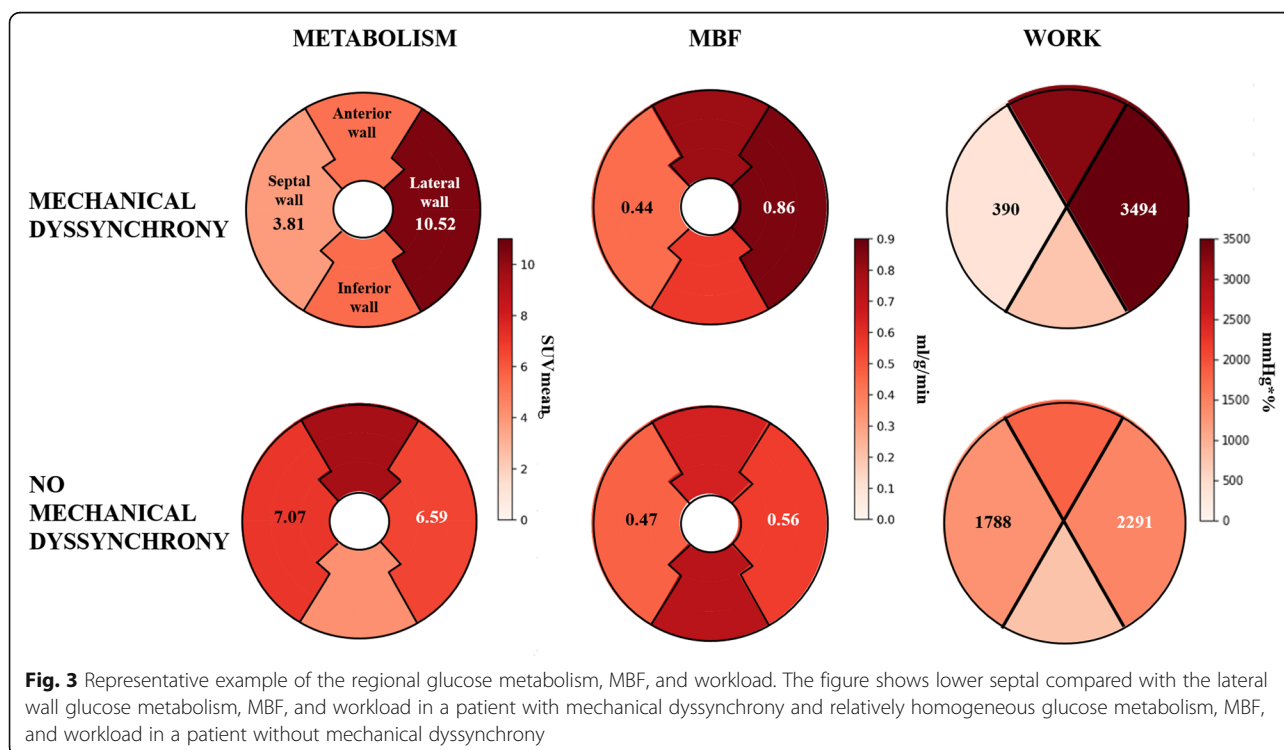 METABOLISM MBF WORK
MECHANICAL
DYSSYNCHRONY
Anterior
wall
Septal
wall
3.81
Lateral
wall
10.52
Inferior
wall
10
8
6
4
2
0
SUVmean
0.44
0.86
0.9
0.8
0.7
0.6
0.5
0.4
0.3
0.2
0.1
0.0
ml/g/min
390
3494
3500
3000
2500
2000
1500
1000
500
0
mmHg*%
NO
MECHANICAL
DYSSYNCHRONY
7.07
6.59
0.47
0.56
1788
2291
Fig. 3 Representative example of the regional glucose metabolism, MBF, and workload. The figure shows lower septal compared with the lateral
wall glucose metabolism, MBF, and workload in a patient with mechanical dyssynchrony and relatively homogeneous glucose metabolism, MBF,
and workload in a patient without mechanical dyssynchrony